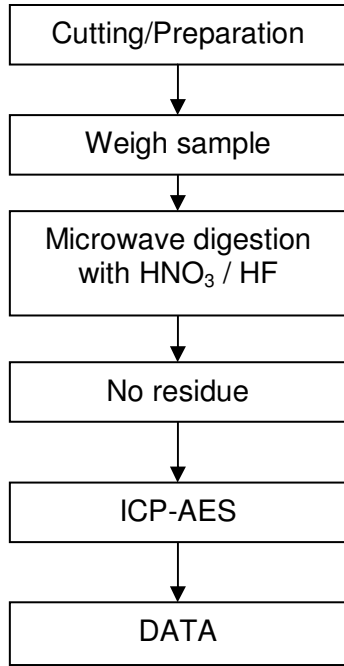 Cutting/Preparation
Weigh sample
Microwave digestion
with HNO₃ / HF
No residue
ICP-AES
DATA